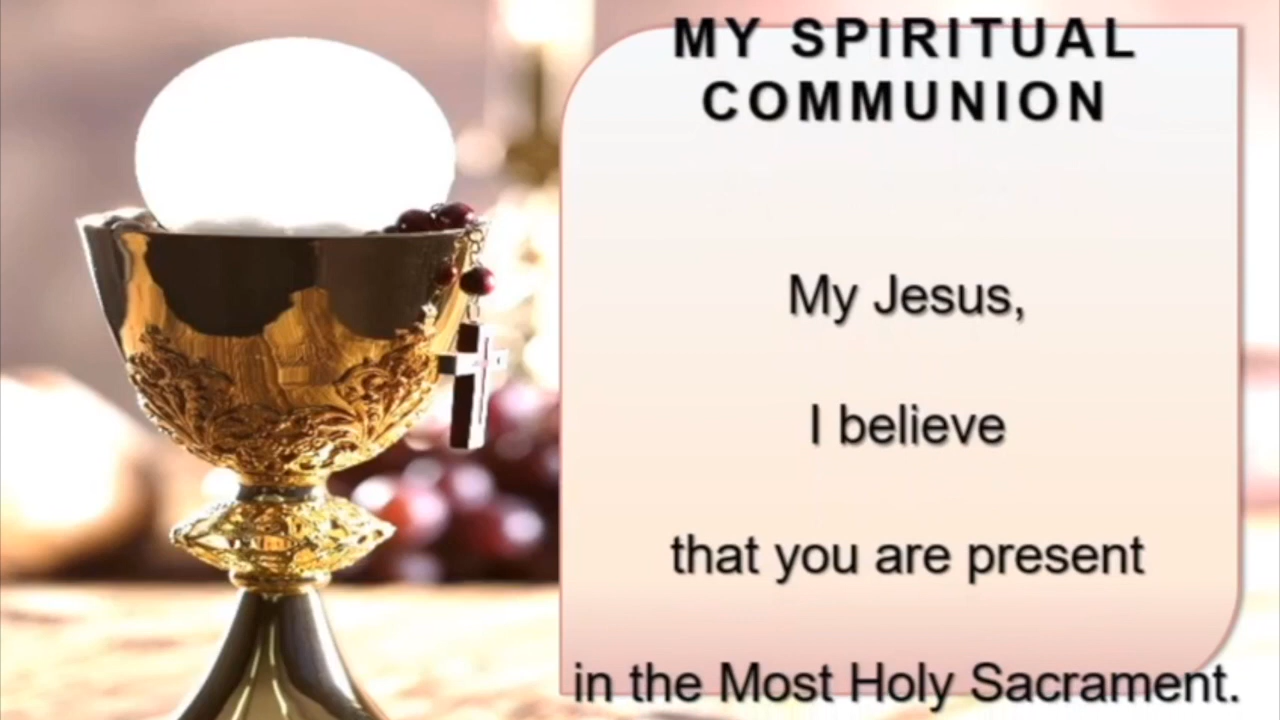 MY SPIRITUAL
COMMUNION
My Jesus,
I believe
that you are present
in the Most Holy Sacrament.